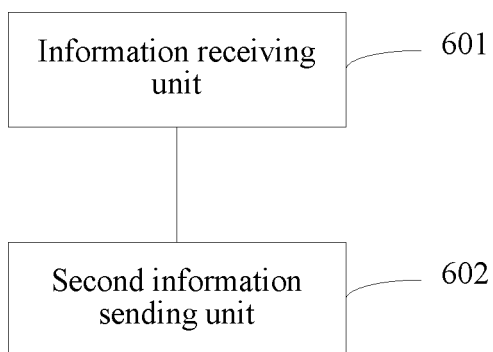 Information receiving
unit
601
Second information
sending unit
602